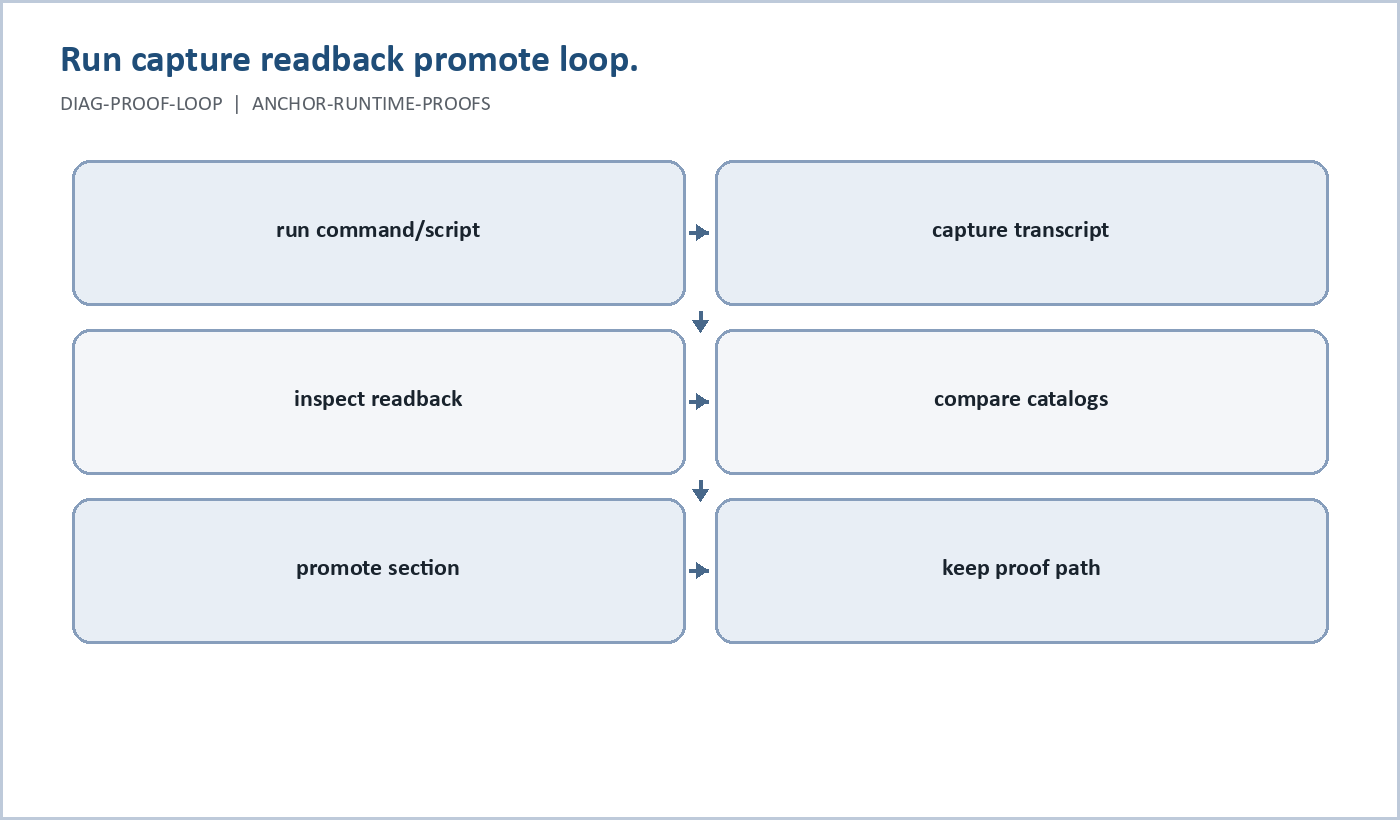 Run capture readback promote loop.
DIAG-PROOF-LOOP | ANCHOR-RUNTIME-PROOFS
run command/script
capture transcript
inspect readback
compare catalogs
promote section
keep proof path